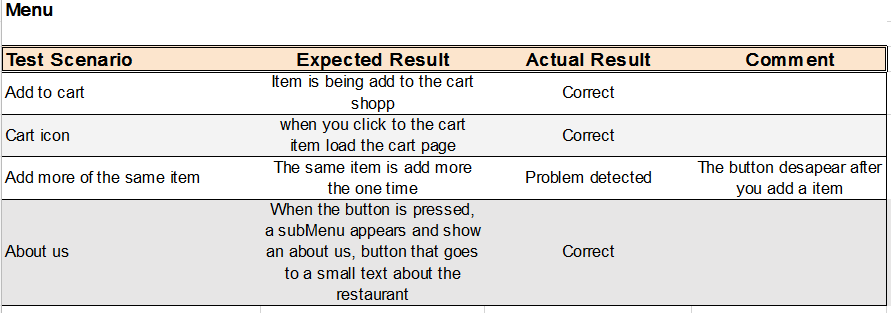 Menu
Test Scenario Expected Result Actual Result Comment
Add to cart
Item is being add to the cart
shopp
Correct
Cart icon
when you click to the cart
item load the cart page
Correct
Add more of the same item
The same item is add more
the one time
Problem detected
The button desapear after
you add a item
About us
When the button is pressed,
a subMenu appears and show
an about us, button that goes
to a small text about the
restaurant
Correct